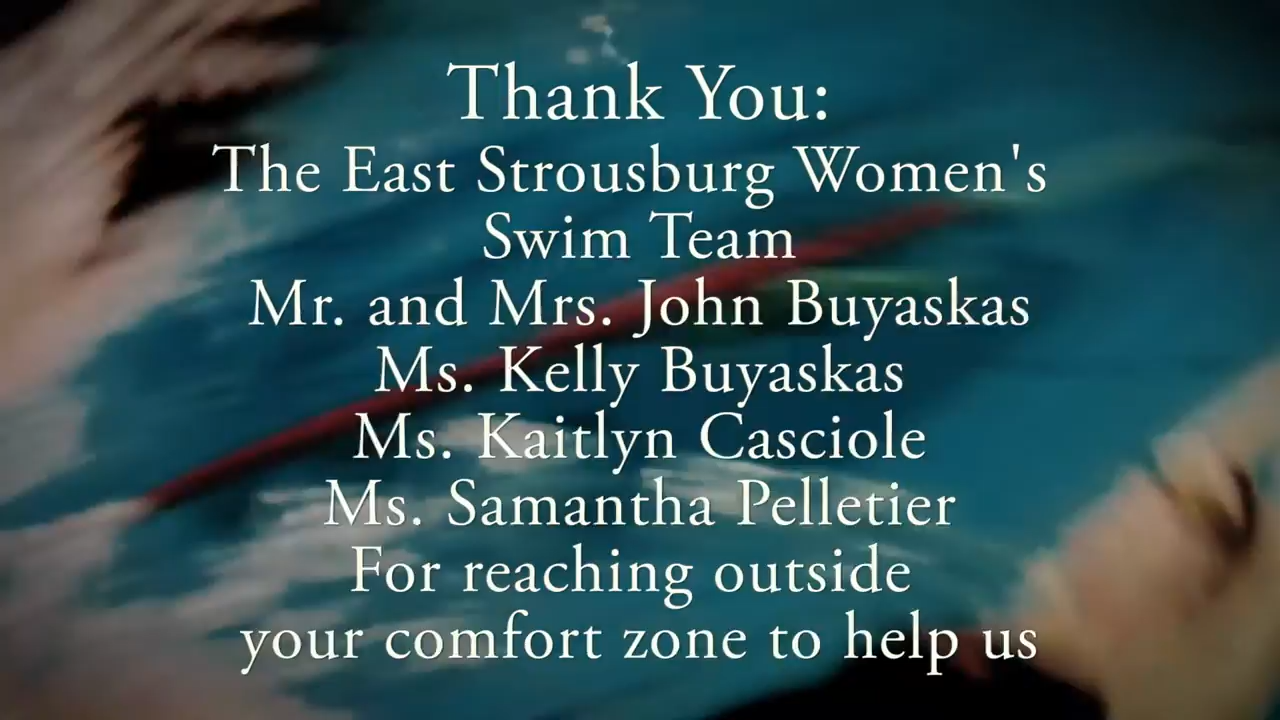 Thank You:
The East Strousburg Women's
Swim Team
Mr. and Mrs. John Buyaskas
Ms. Kelly Buyaskas
Ms. Kaitlyn Casciole
Ms. Samantha Pelletier
For reaching outside
your comfort zone to help us